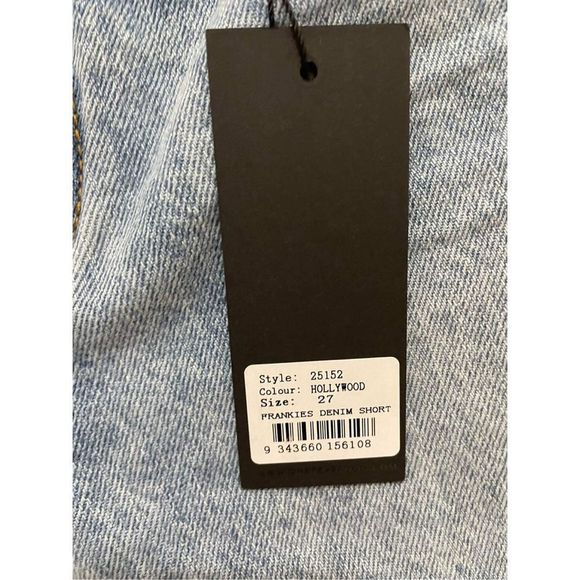 Style: 25152
Colour: HOLLYWOOD
Size: 27
FRANKIES DENIM SHORT
9 343660 156108